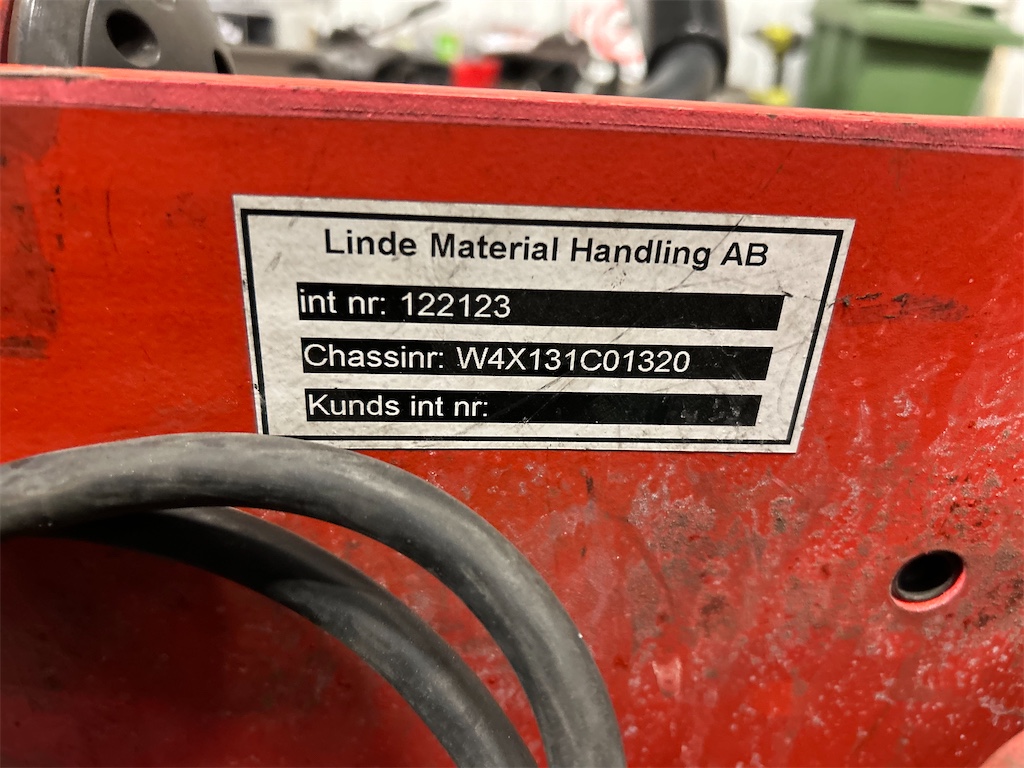 Linde Material Handling AB
int nr: 122123
Chassinr: W4X131C01320
Kunds int nr: